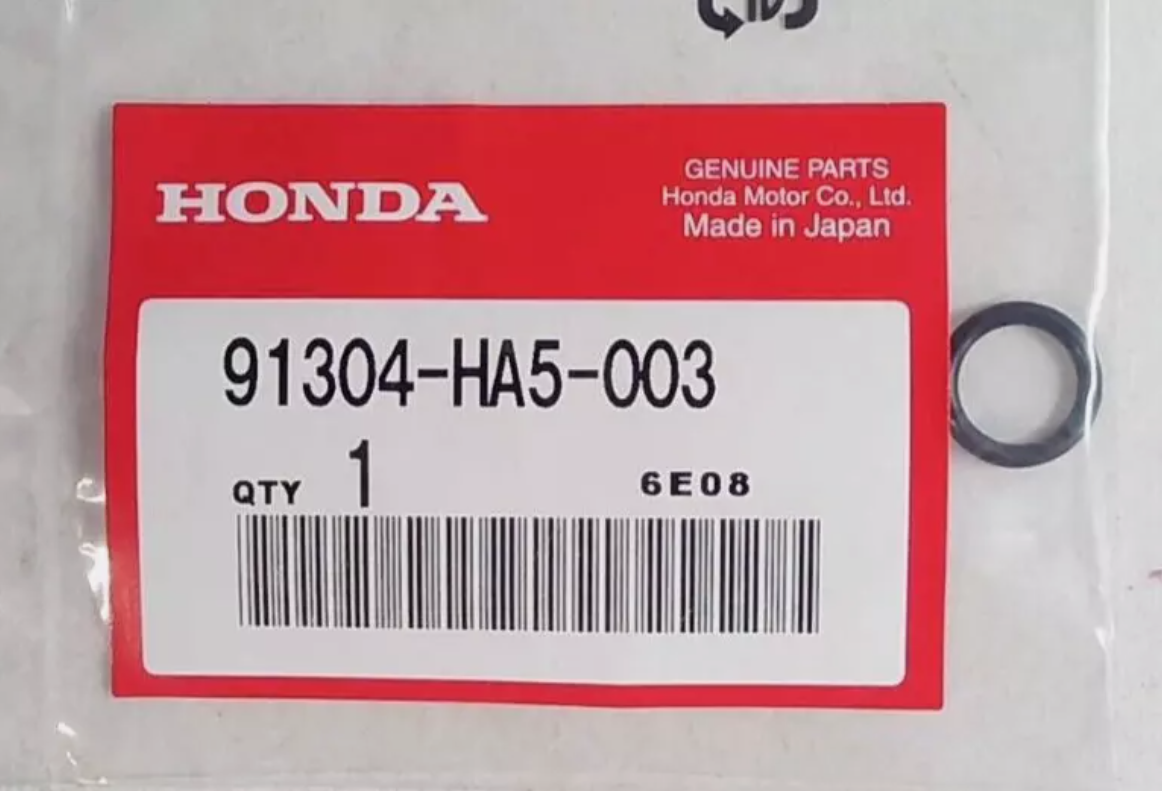 HONDA
GENUINE PARTS
Honda Motor Co., Ltd.
Made in Japan
91304-HA5-003
QTY 1 6E08